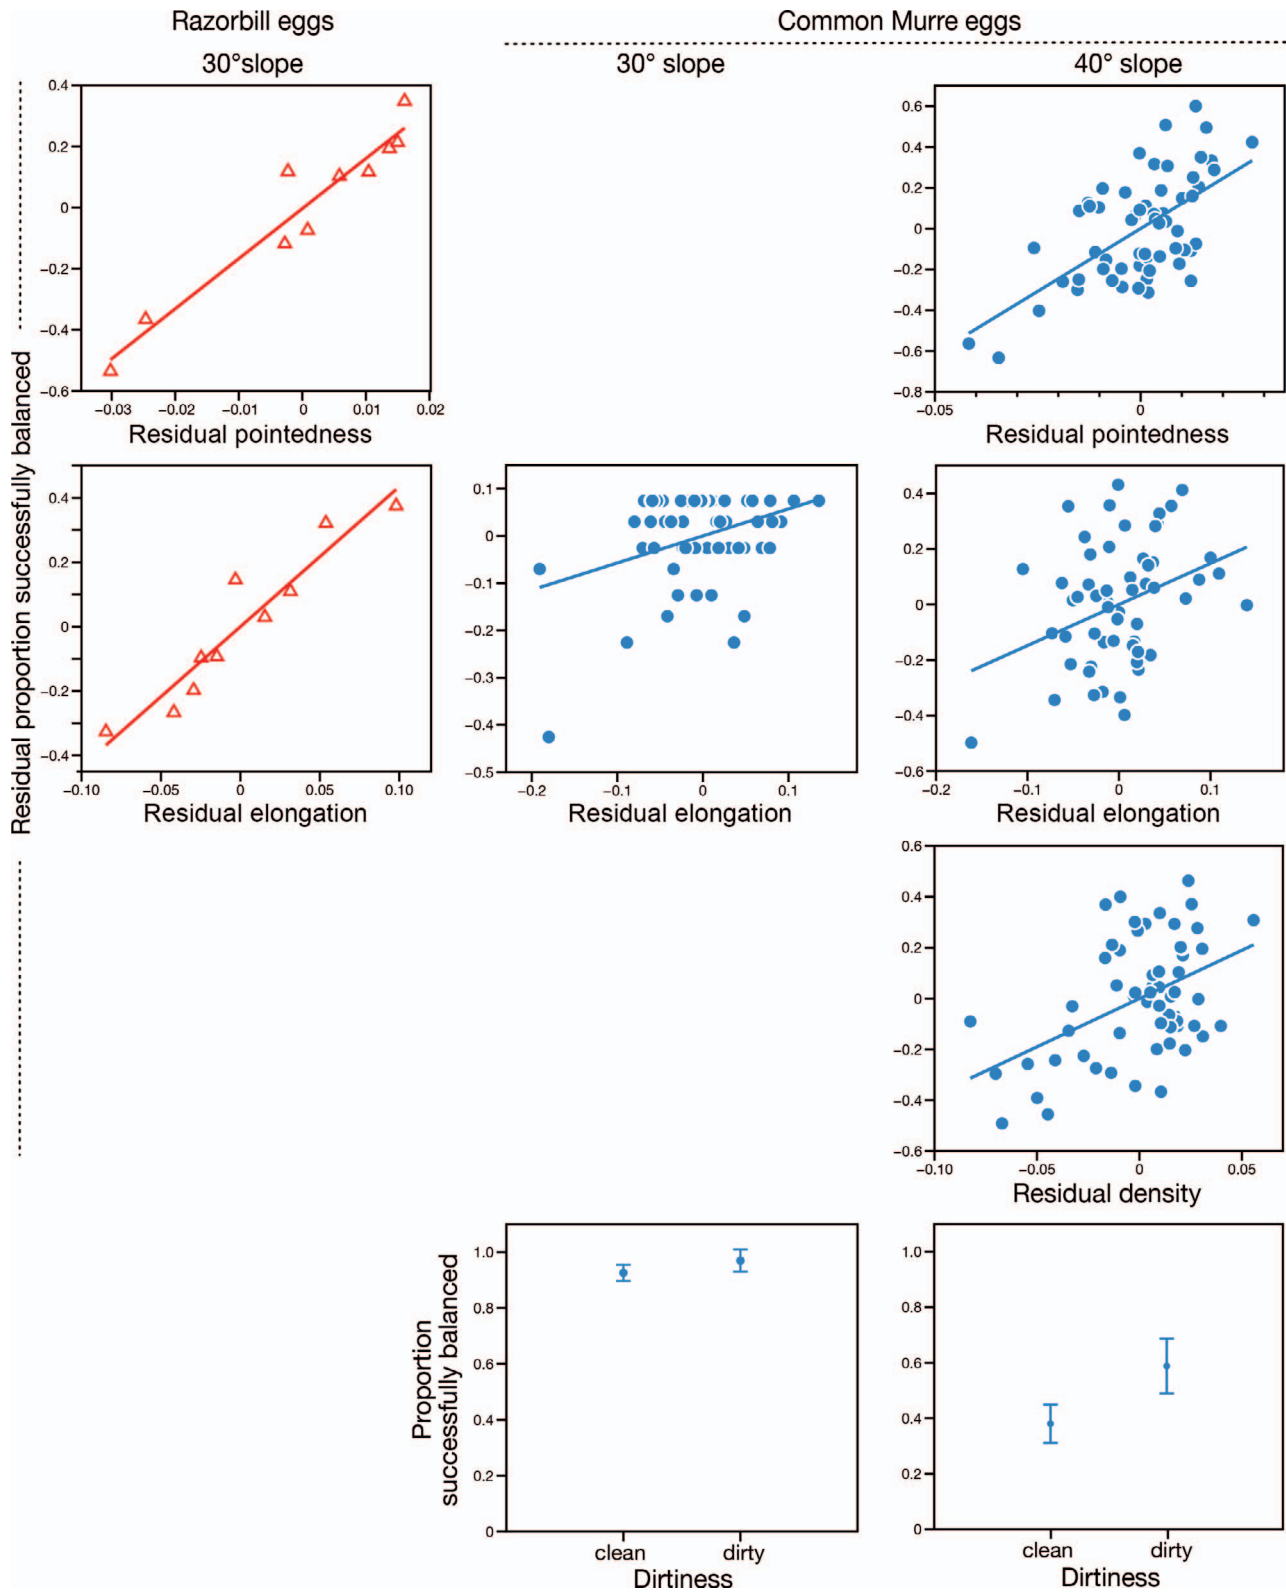 Razorbill eggs
Common Murre eggs
30°slope
30° slope
40° slope
Residual proportion successfully balanced
0.4
0.2
0
−0.2
−0.4
−0.6
−0.03 −0.02 −0.01 0 0.01 0.02
Residual pointedness
0.6
0.4
0.2
0
−0.2
−0.4
−0.6
−0.8
−0.05 0
Residual pointedness
0.4
0.2
0
−0.2
−0.4
−0.10 −0.05 0 0.05 0.10
Residual elongation
0.1
0
−0.1
−0.2
−0.3
−0.4
−0.5
−0.2 −0.1 0 0.1
Residual elongation
0.4
0.2
0
−0.2
−0.4
−0.6
−0.2 −0.1 0 0.1
Residual elongation
0.6
0.4
0.2
0
−0.2
−0.4
−0.6
−0.10 −0.05 0 0.05
Residual density
Proportion
successfully balanced
1.0
0.8
0.6
0.4
0.2
0
clean dirty
Dirtiness
1.0
0.8
0.6
0.4
0.2
0
clean dirty
Dirtiness